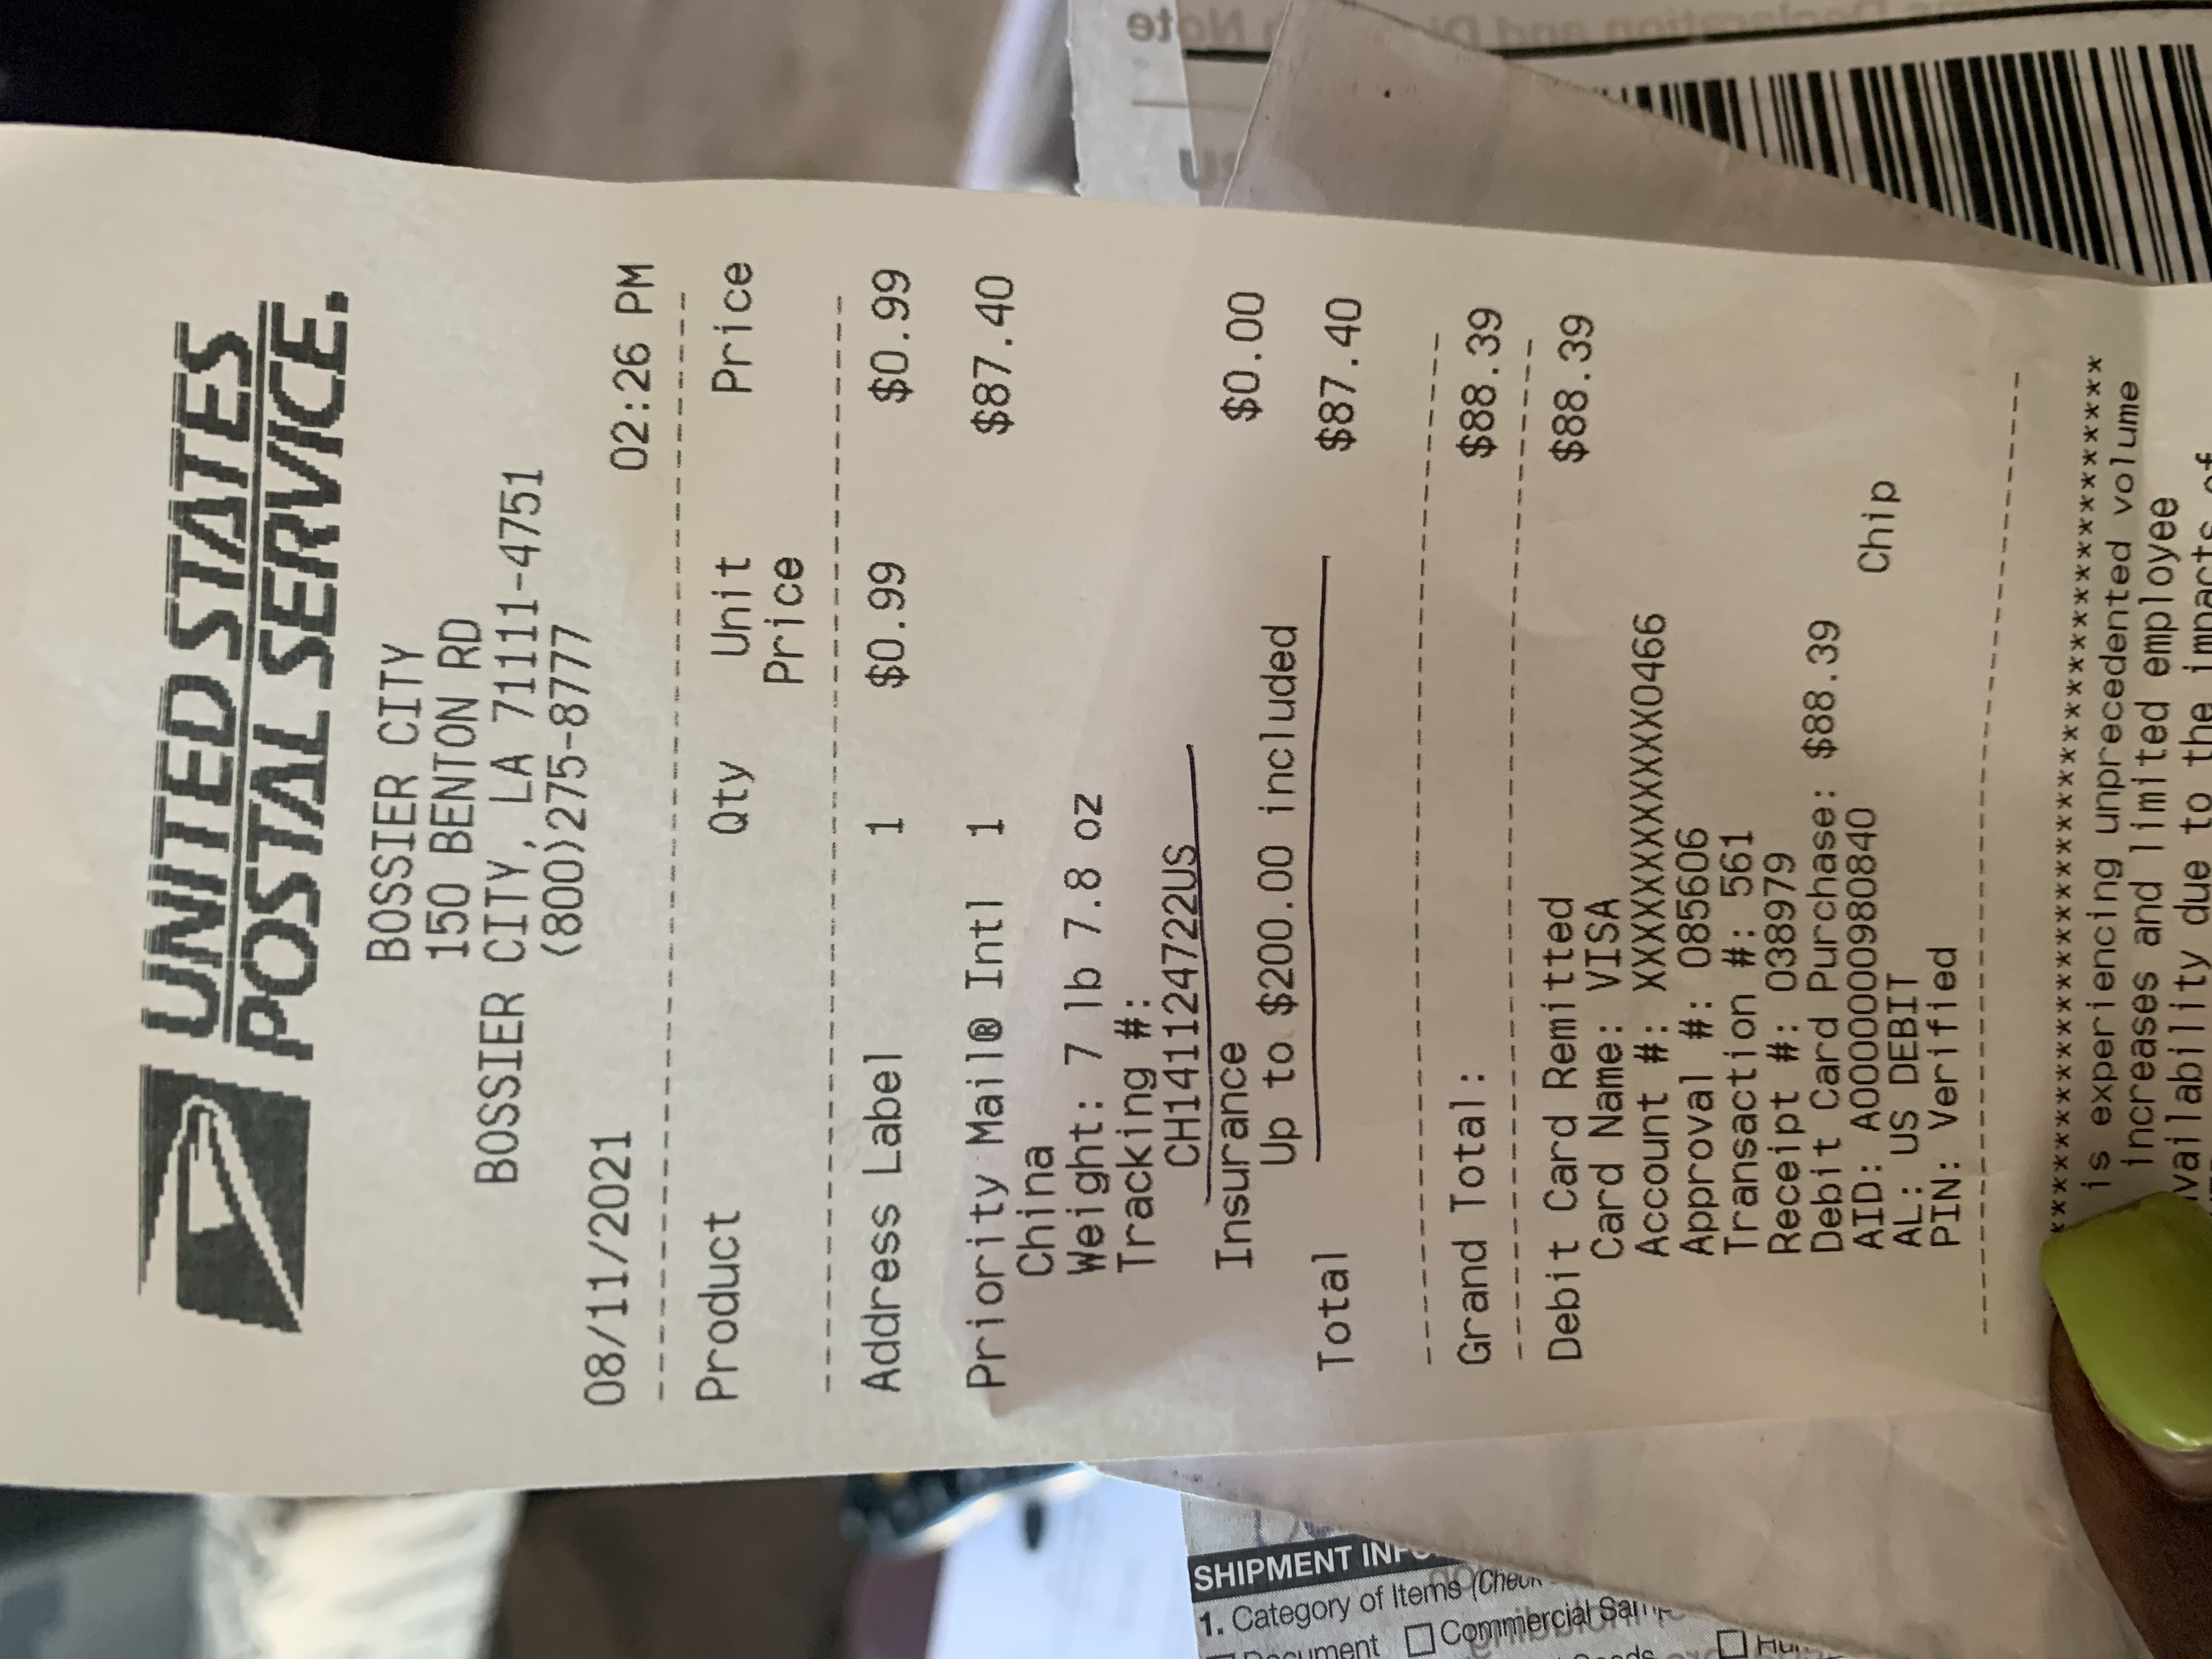 UNITED STATES
POSTAL SERVICE.
BOSSIER CITY
150 BENTON RD
BOSSIER CITY, LA 71111-4751
(800)275-8777
08/11/2021 02:26 PM
Product Qty Unit Price
Price
Address Label 1 $0.99 $0.99
Priority Mail® Intl 1 $87.40
China
Weight: 7 lb 7.8 oz
Tracking #:
CH141124722US
Insurance $0.00
Up to $200.00 included
Total $87.40
Grand Total: $88.39
Debit Card Remitted $88.39
Card Name: VISA
Account #: XXXXXXXXXXXX0466
Approval #: 085606
Transaction #: 561
Receipt #: 038979
Debit Card Purchase: $88.39
AID: A0000000980840 Chip
AL: US DEBIT
PIN: Verified
is experiencing unprecedented volume
increases and limited employee
due to the impacts of
Declaration and Note
SHIPMENT
1. Category of Items
Commercial